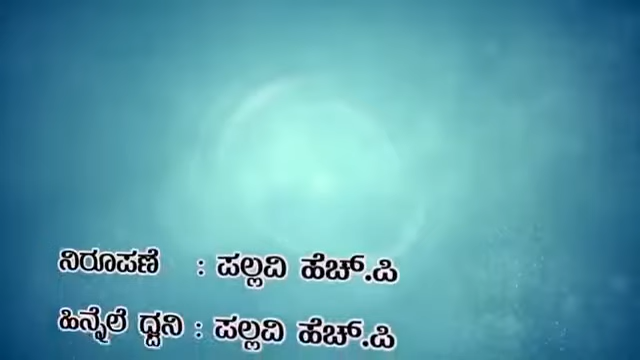 ನಿರೂಪಣೆ : ಪಲ್ಲವಿ ಹೆಚ್.ಪಿ
ಹಿನ್ನೆಲೆ ಧ್ವನಿ : ಪಲ್ಲವಿ ಹೆಚ್.ಪಿ